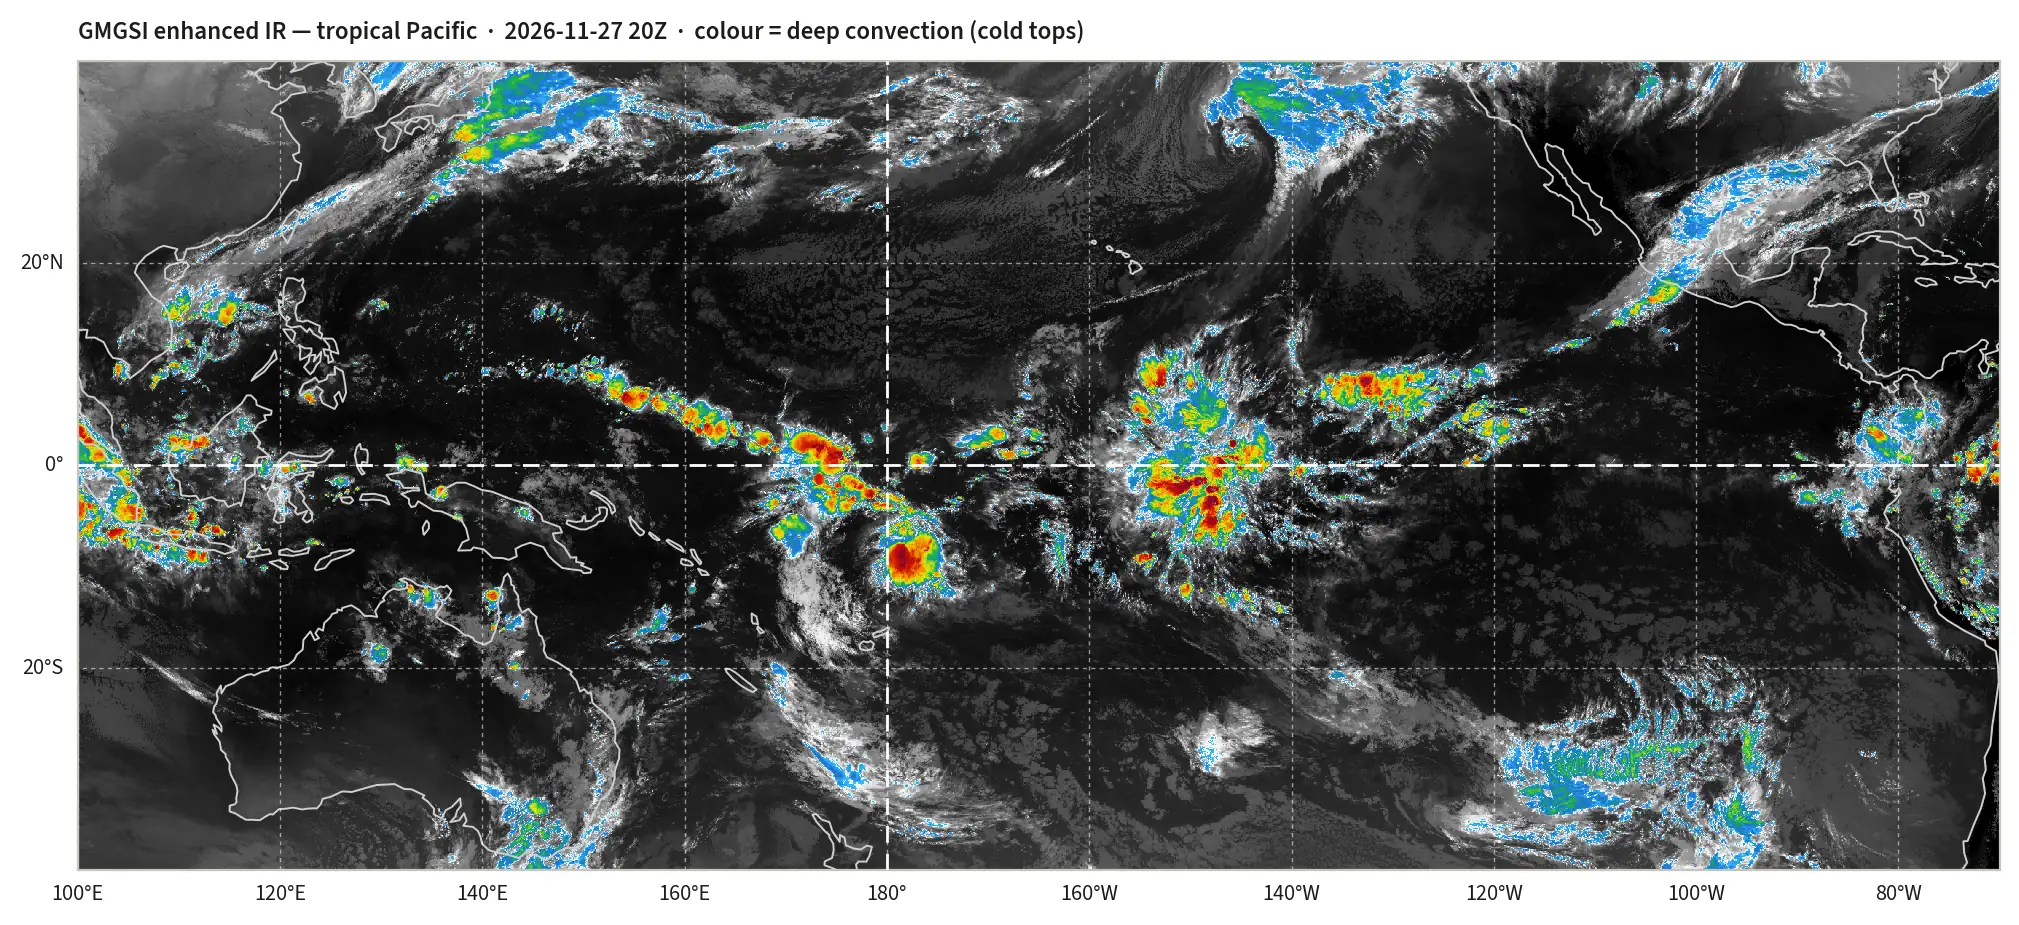 GMGSI enhanced IR — tropical Pacific · 2026-11-27 20Z · colour = deep convection (cold tops)
20°N
0°
20°S
100°E 120°E 140°E 160°E 180° 160°W 140°W 120°W 100°W 80°W